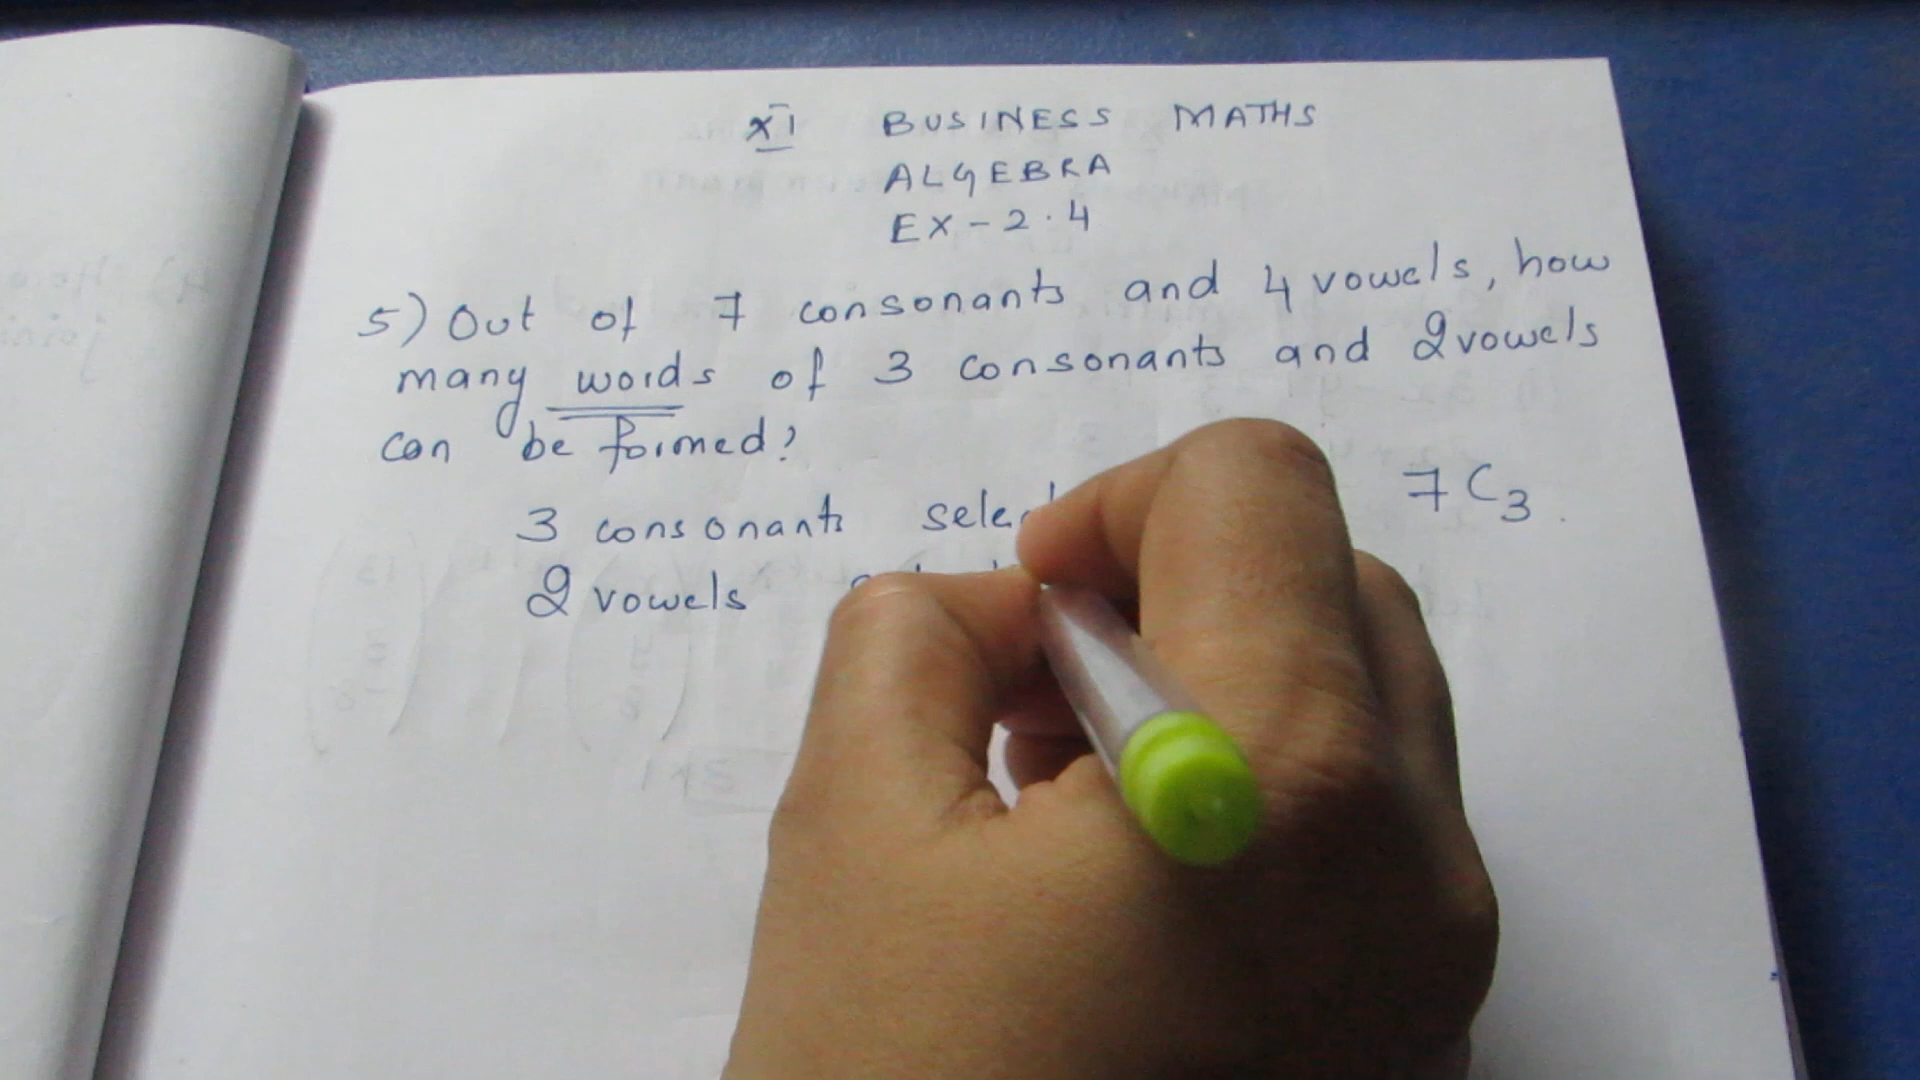 XI BUSINESS MATHS
ALGEBRA
EX-2.4
5) Out of 7 consonants and 4 vowels, how
many words of 3 consonants and 2 vowels
can be formed?
3 consonants 7C3.
2 vowels